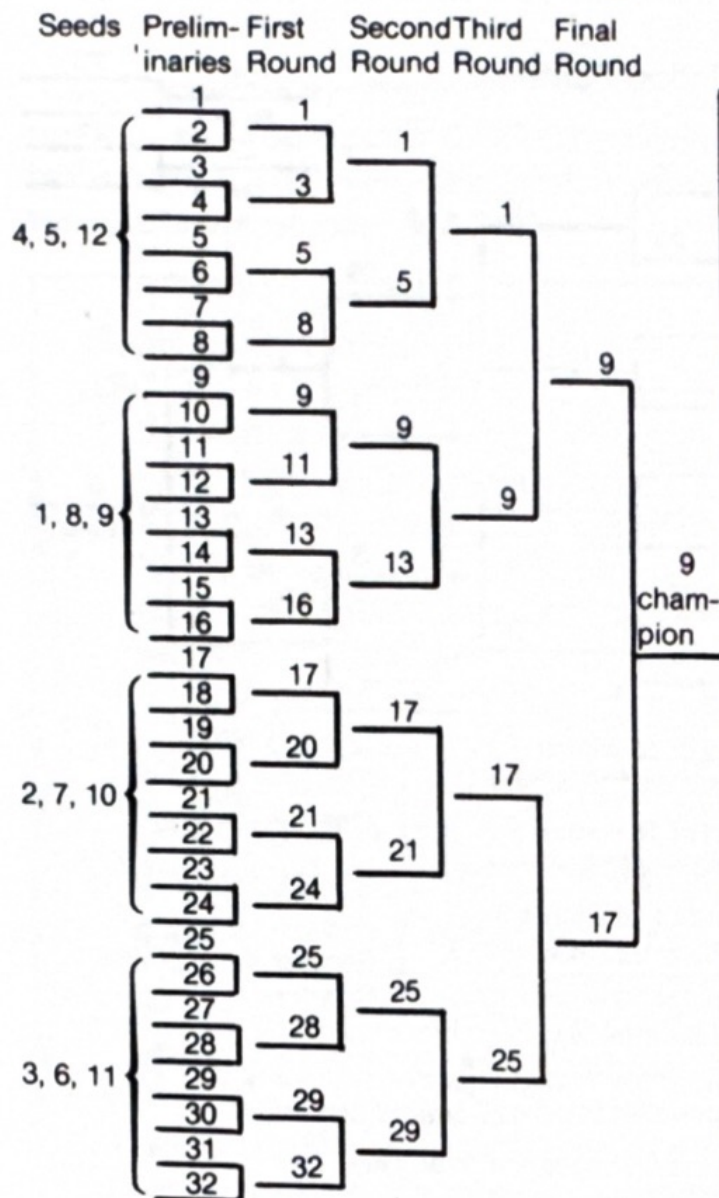 Seeds Prelim- First Second Third Final
inaries Round Round Round Round
1
2 1
3 1
4 3
4, 5, 12 5 1
6 5
7 5
8 8
9 9
10 9
11 9
12 11
1, 8, 9 13 9
14 13
15 13 9
16 16 cham-
17 pion
18 17
19 17
20 20
2, 7, 10 21 17
22 21
23 21
24 24
25 17
26 25
27 25
28 28
3, 6, 11 29 25
30 29
31 29
32 32